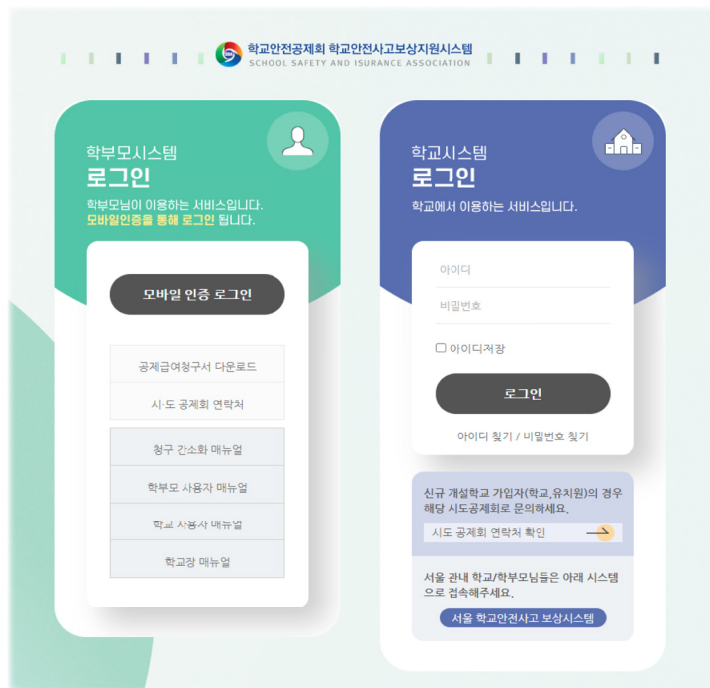 학교안전공제회 학교안전사고보상지원시스템
SCHOOL SAFETY AND ISURANCE ASSOCIATION
학부모시스템
로그인
학부모님이 이용하는 서비스입니다.
모바일인증을 통해 로그인 됩니다.
모바일 인증 로그인
공제급여청구서 다운로드
시·도 공제회 연락처
청구 간소화 매뉴얼
학부모 사용자 매뉴얼
학교 사용자 매뉴얼
학교장 매뉴얼
학교시스템
로그인
학교에서 이용하는 서비스입니다.
아이디
비밀번호
아이디저장
로그인
아이디 찾기 / 비밀번호 찾기
신규 개설학교 가입자(학교,유치원)의 경우
해당 시도공제회로 문의하세요.
시도 공제회 연락처 확인
서울 관내 학교/학부모님들은 아래 시스템
으로 접속해주세요.
서울 학교안전사고 보상시스템